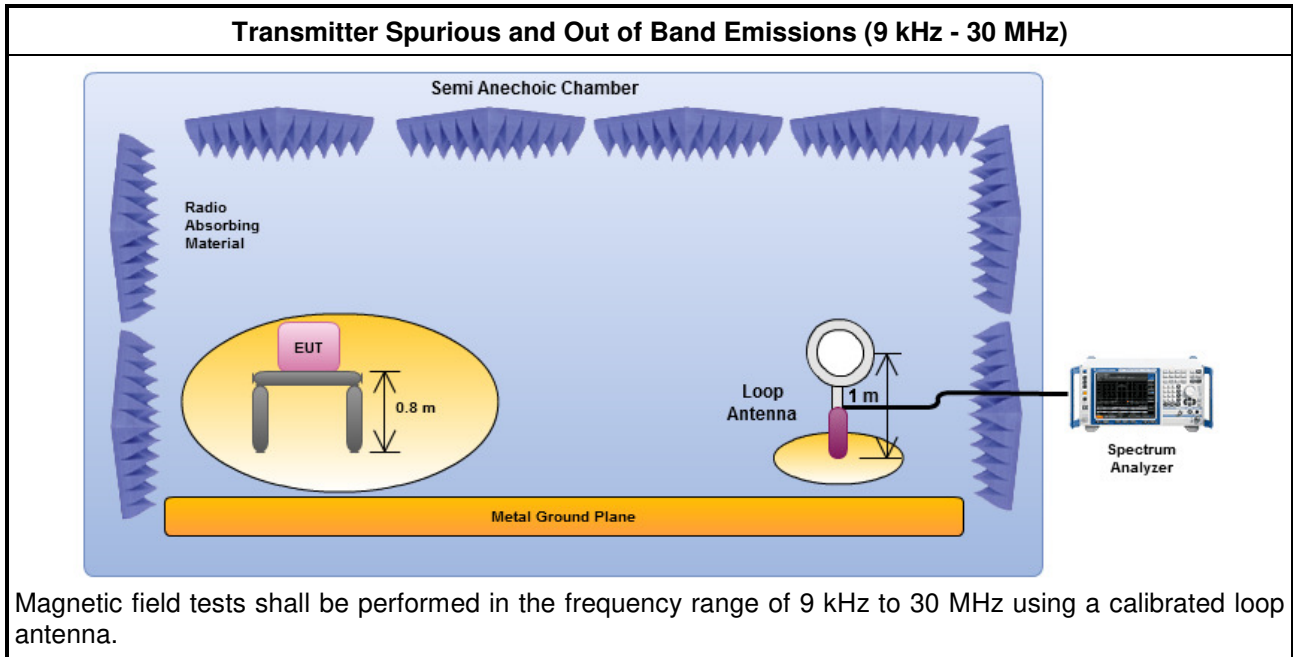 Transmitter Spurious and Out of Band Emissions (9 kHz - 30 MHz)
Semi Anechoic Chamber
Radio
Absorbing
Material
EUT
0.8 m
Loop
Antenna
1 m
Spectrum
Analyzer
Metal Ground Plane
Magnetic field tests shall be performed in the frequency range of 9 kHz to 30 MHz using a calibrated loop
antenna.